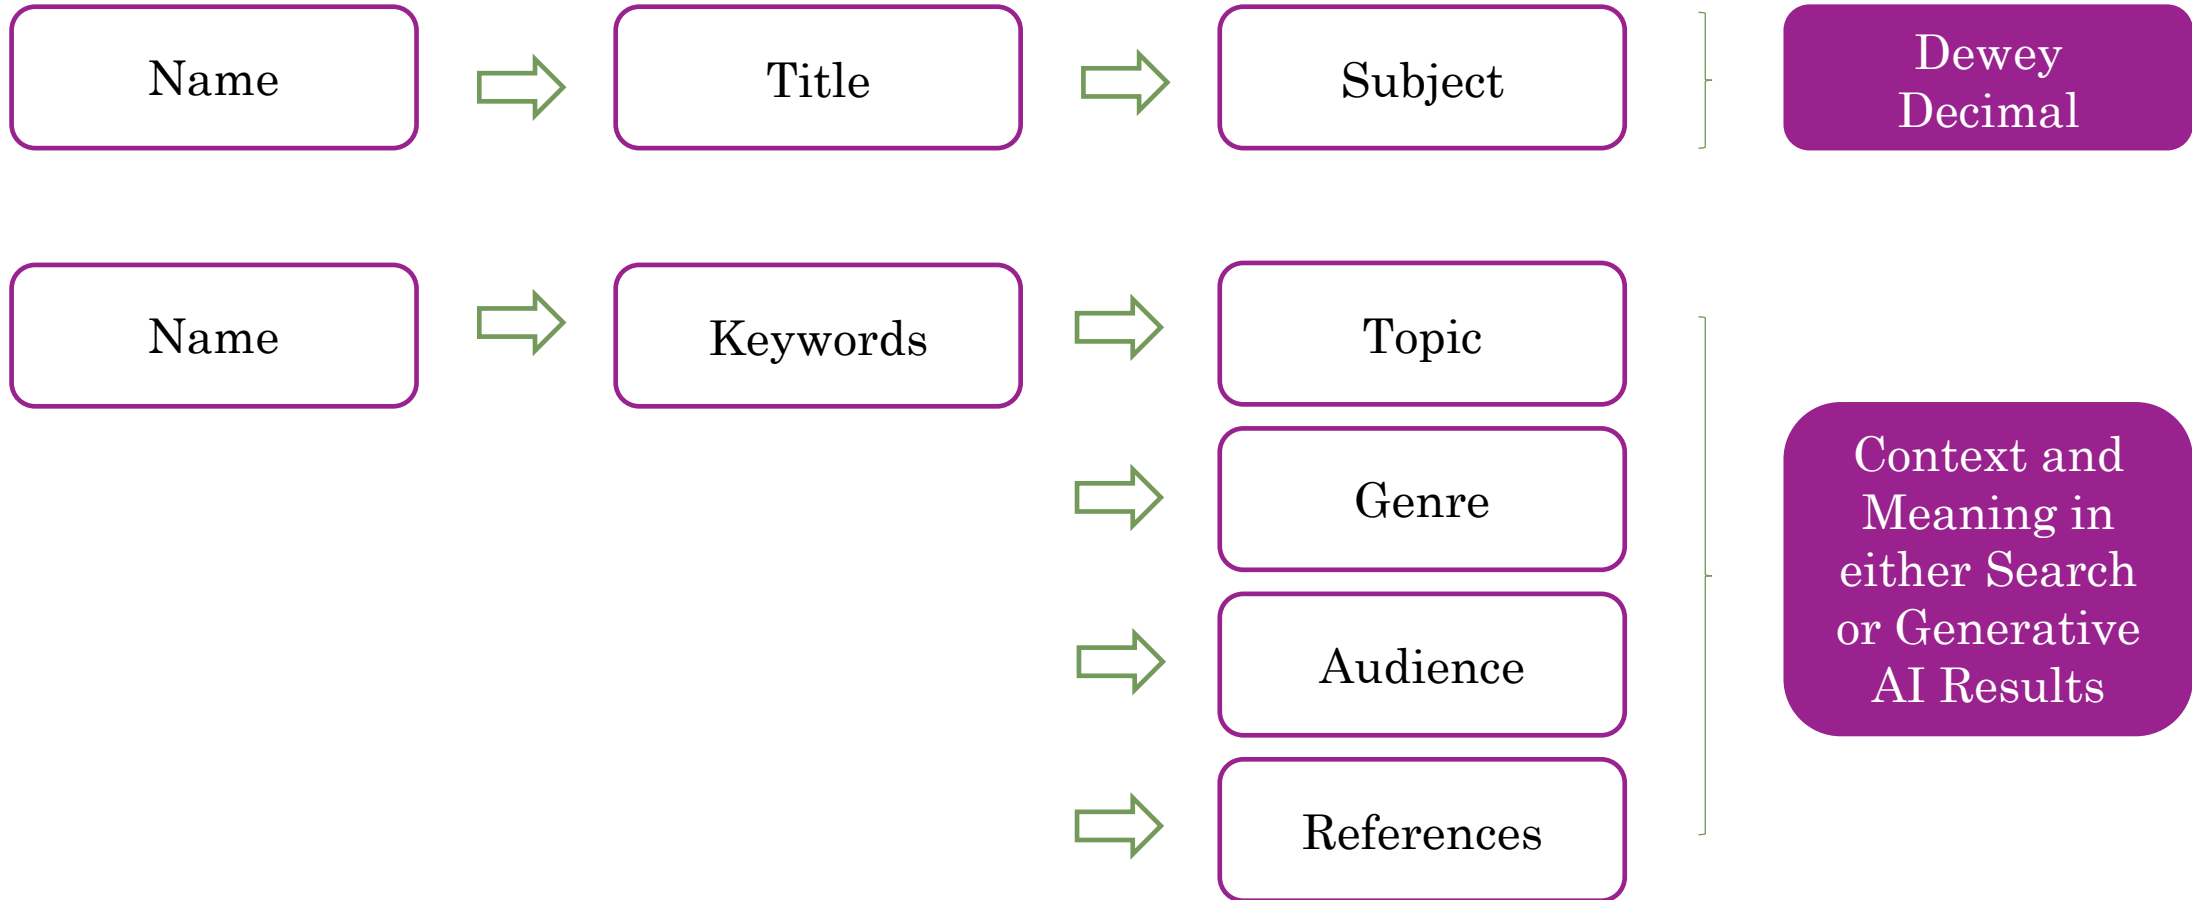 Name
Title
Subject
Dewey
Decimal
Name
Keywords
Topic
Genre
Audience
References
Context and
Meaning in
either Search
or Generative
AI Results